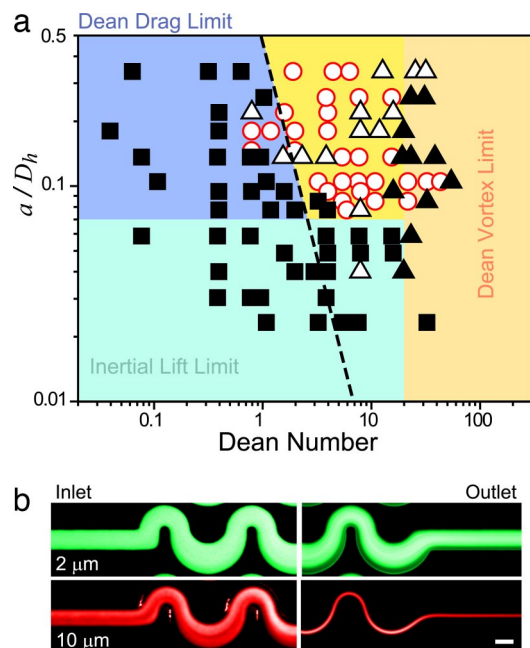 a
Dean Drag Limit
0.5
0.1
0.01
a/Dh
Inertial Lift Limit
Dean Vortex Limit
0.1 1 10 100
Dean Number
b
Inlet
Outlet
2 μm
10 μm